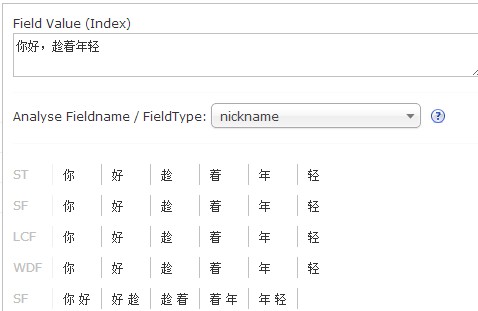 Field Value (Index)
你好，趁着年轻
Analyse Fieldname / FieldType: nickname ?
ST 你 好 趁 着 年 轻
SF 你 好 趁 着 年 轻
LCF 你 好 趁 着 年 轻
WDF 你 好 趁 着 年 轻
SF 你 好 好 趁 趁 着 着 年 年 轻